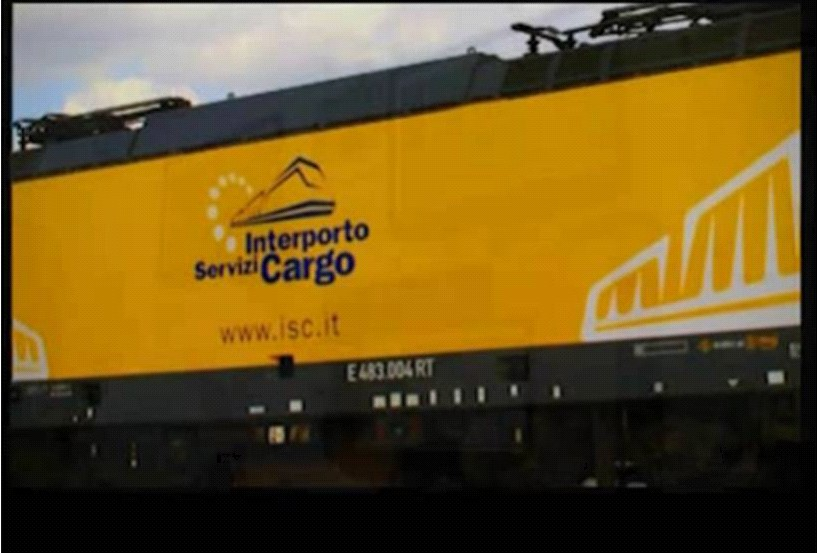 Interporto
Servizi Cargo
www.isc.it
E 483.004 RT